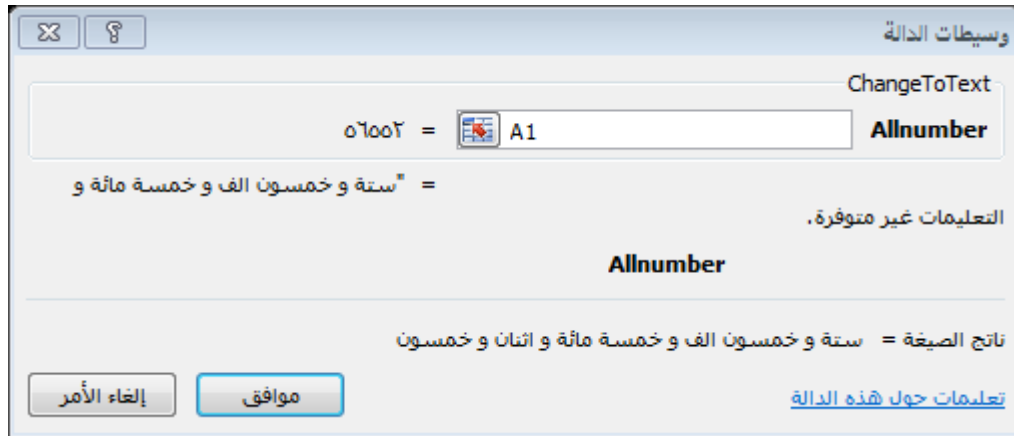 وسيطات الدالة
ChangeToText
Allnumber A1 = ٥٦٥٥٢
= "ستة و خمسون الف و خمسة مائة و
التعليمات غير متوفرة.
Allnumber
ناتج الصيغة = ستة و خمسون الف و خمسة مائة و اثنان و خمسون
تعليمات حول هذه الدالة
موافق
إلغاء الأمر